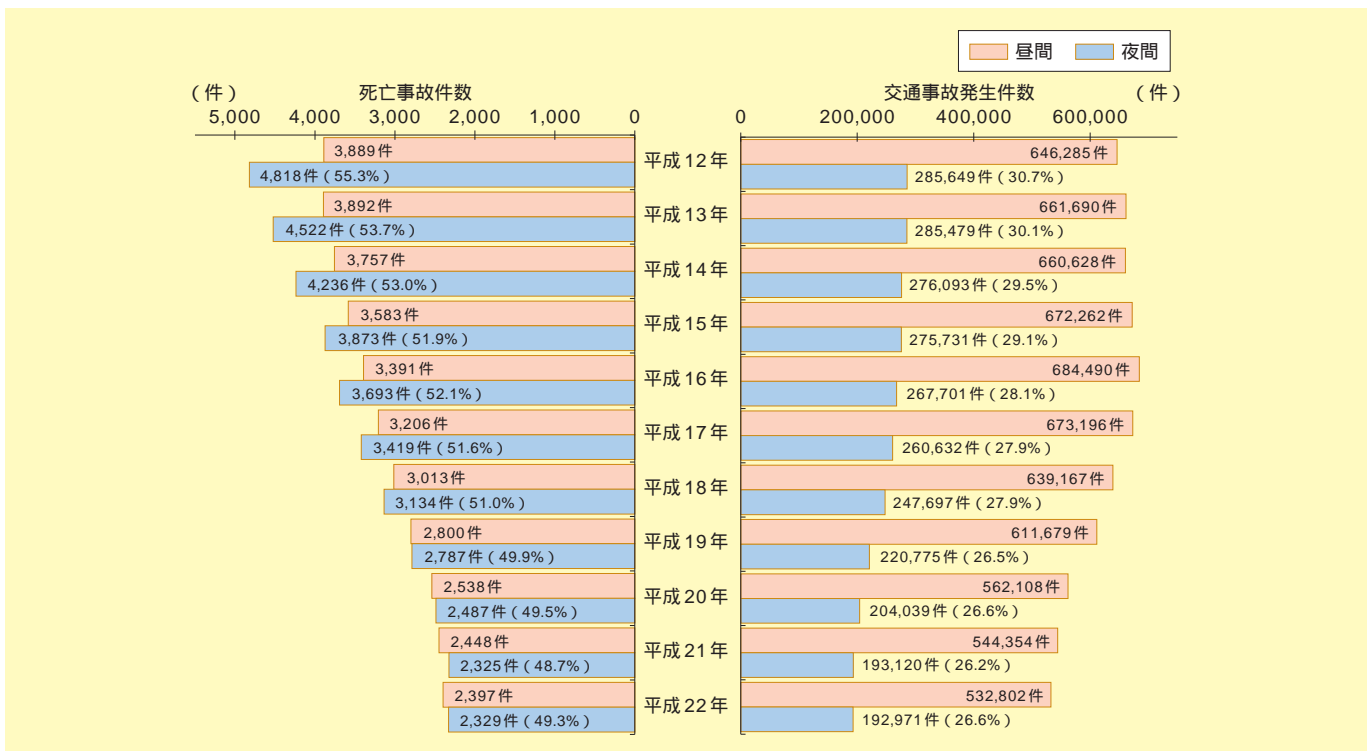 昼間 夜間
(件) 死亡事故件数 交通事故発生件数 (件)
5,000 4,000 3,000 2,000 1,000 0 0 200,000 400,000 600,000
3,889件 平成12年 646,285件
4,818件(55.3%) 285,649件(30.7%)
3,892件 平成13年 661,690件
4,522件(53.7%) 285,479件(30.1%)
3,757件 平成14年 660,628件
4,236件(53.0%) 276,093件(29.5%)
3,583件 平成15年 672,262件
3,873件(51.9%) 275,731件(29.1%)
3,391件 平成16年 684,490件
3,693件(52.1%) 267,701件(28.1%)
3,206件 平成17年 673,196件
3,419件(51.6%) 260,632件(27.9%)
3,013件 平成18年 639,167件
3,134件(51.0%) 247,697件(27.9%)
2,800件 平成19年 611,679件
2,787件(49.9%) 220,775件(26.5%)
2,538件 平成20年 562,108件
2,487件(49.5%) 204,039件(26.6%)
2,448件 平成21年 544,354件
2,325件(48.7%) 193,120件(26.2%)
2,397件 平成22年 532,802件
2,329件(49.3%) 192,971件(26.6%)